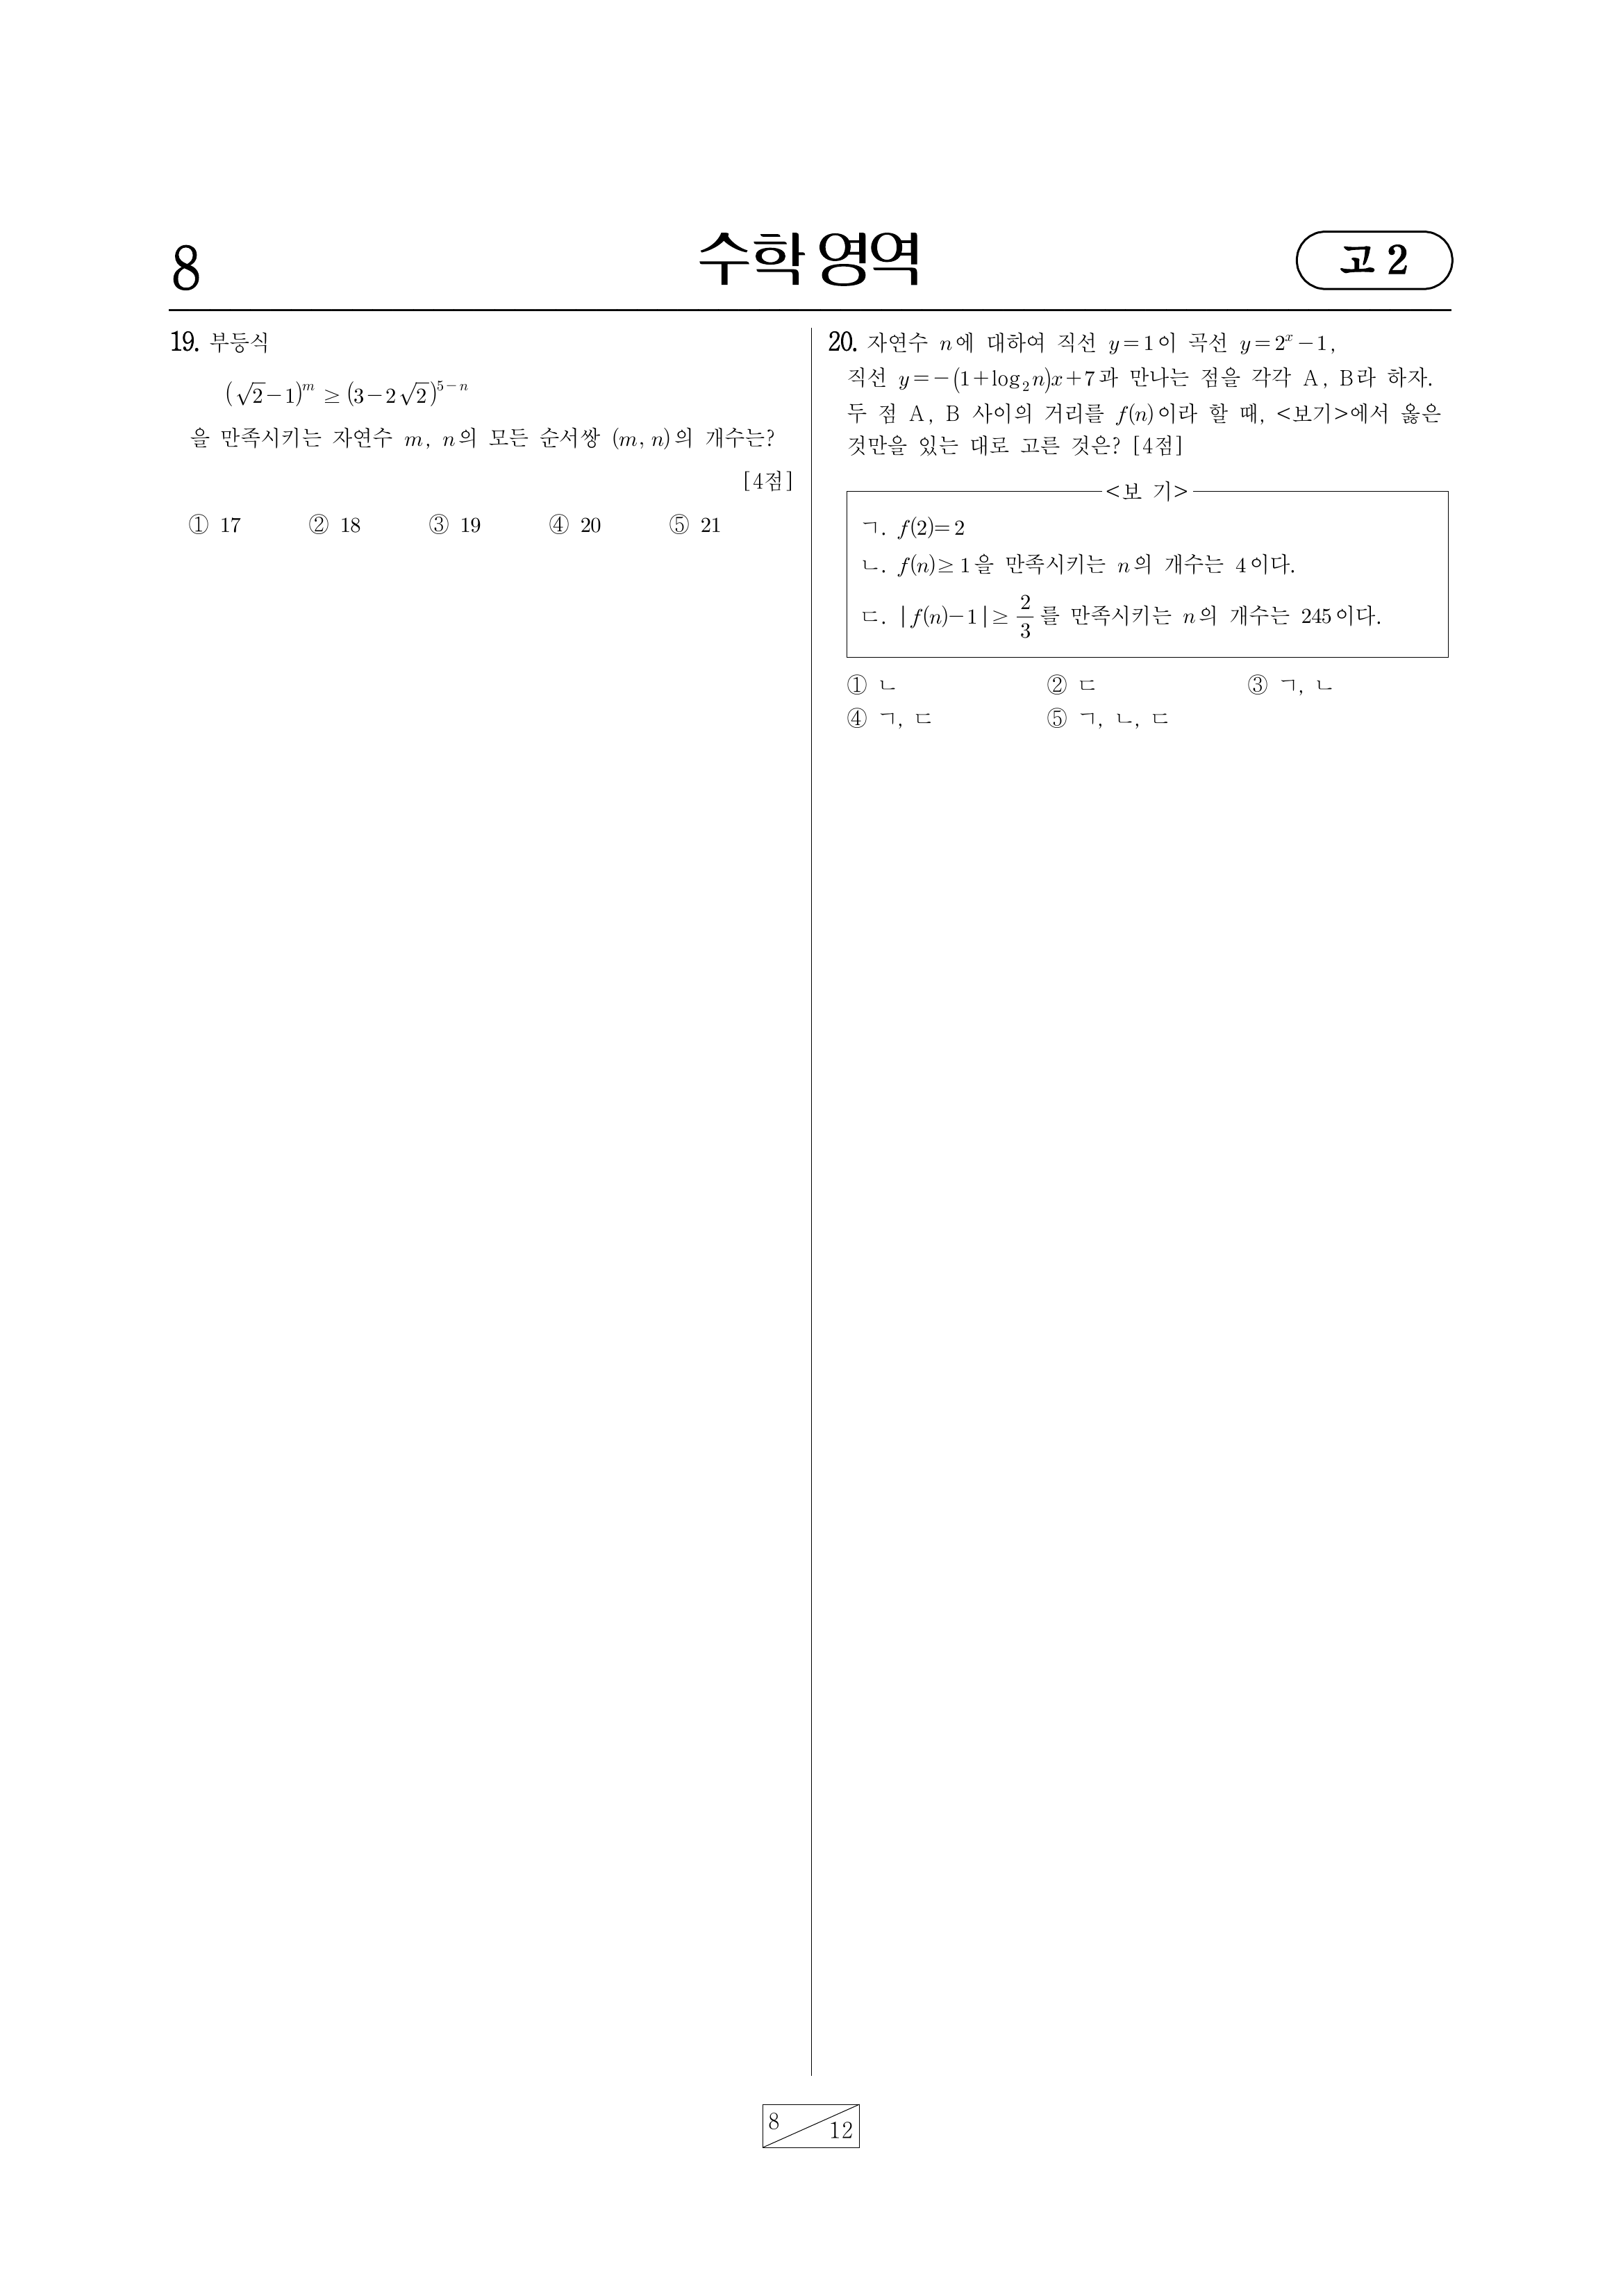 8
수학 영역
고 2
19. 부등식
(√2−1)^m ≥ (3−2√2)^(5−n)
을 만족시키는 자연수 m, n의 모든 순서쌍 (m, n)의 개수는?
[4점]
① 17 ② 18 ③ 19 ④ 20 ⑤ 21
20. 자연수 n에 대하여 직선 y=1이 곡선 y=2^x−1,
직선 y=−(1+log₂n)x+7과 만나는 점을 각각 A, B라 하자.
두 점 A, B 사이의 거리를 f(n)이라 할 때, <보기>에서 옳은
것만을 있는 대로 고른 것은? [4점]
<보 기>
ㄱ. f(2)=2
ㄴ. f(n)≥1을 만족시키는 n의 개수는 4이다.
ㄷ. |f(n)−1|≥2/3를 만족시키는 n의 개수는 245이다.
① ㄴ ② ㄷ ③ ㄱ, ㄴ
④ ㄱ, ㄷ ⑤ ㄱ, ㄴ, ㄷ
8
12